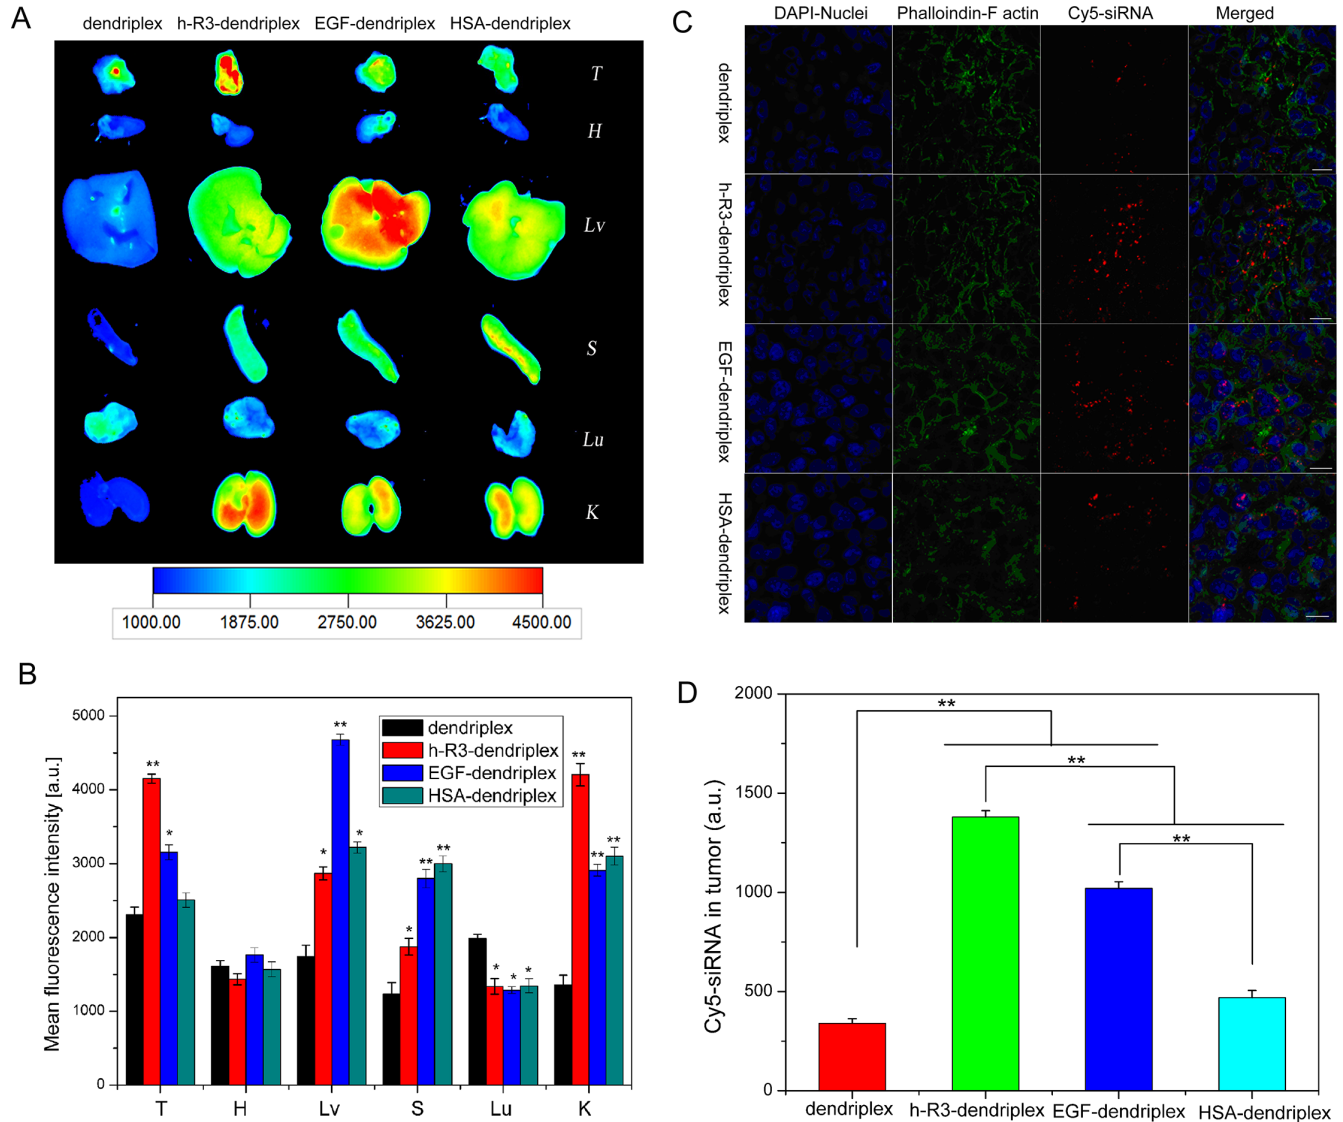 A
dendriplex h-R3-dendriplex EGF-dendriplex HSA-dendriplex
T
H
Lv
S
Lu
K
1000.00 1875.00 2750.00 3625.00 4500.00
B
Mean fluorescence intensity [a.u.]
5000
4000
3000
2000
1000
0
dendriplex
h-R3-dendriplex
EGF-dendriplex
HSA-dendriplex
** * * ** * * ** ** * * * ** ** **
T H Lv S Lu K
C
DAPI-Nuclei Phalloindin-F actin Cy5-siRNA Merged
dendriplex
h-R3-dendriplex
EGF-dendriplex
HSA-dendriplex
D
Cy5-siRNA in tumor (a.u.)
2000
1500
1000
500
0
**
**
**
dendriplex h-R3-dendriplex EGF-dendriplex HSA-dendriplex